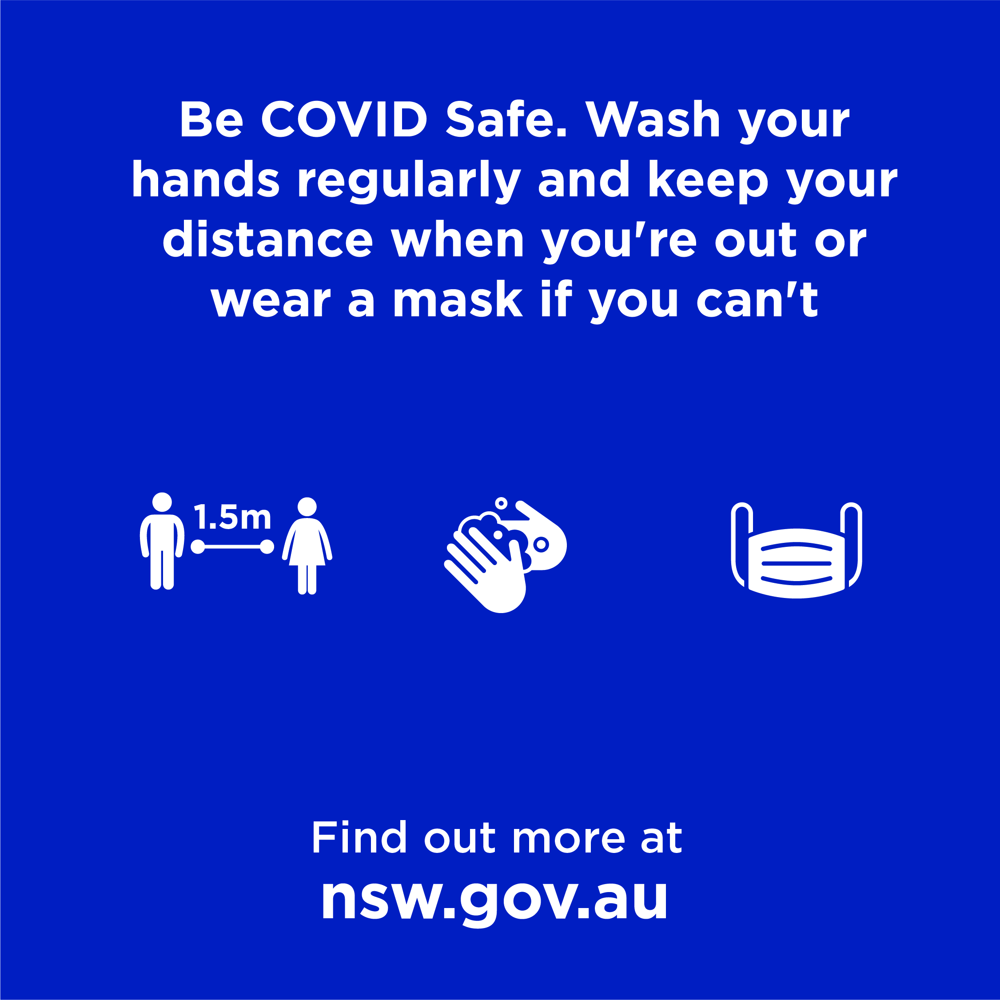 Be COVID Safe. Wash your
hands regularly and keep your
distance when you're out or
wear a mask if you can't
1.5m
Find out more at
nsw.gov.au